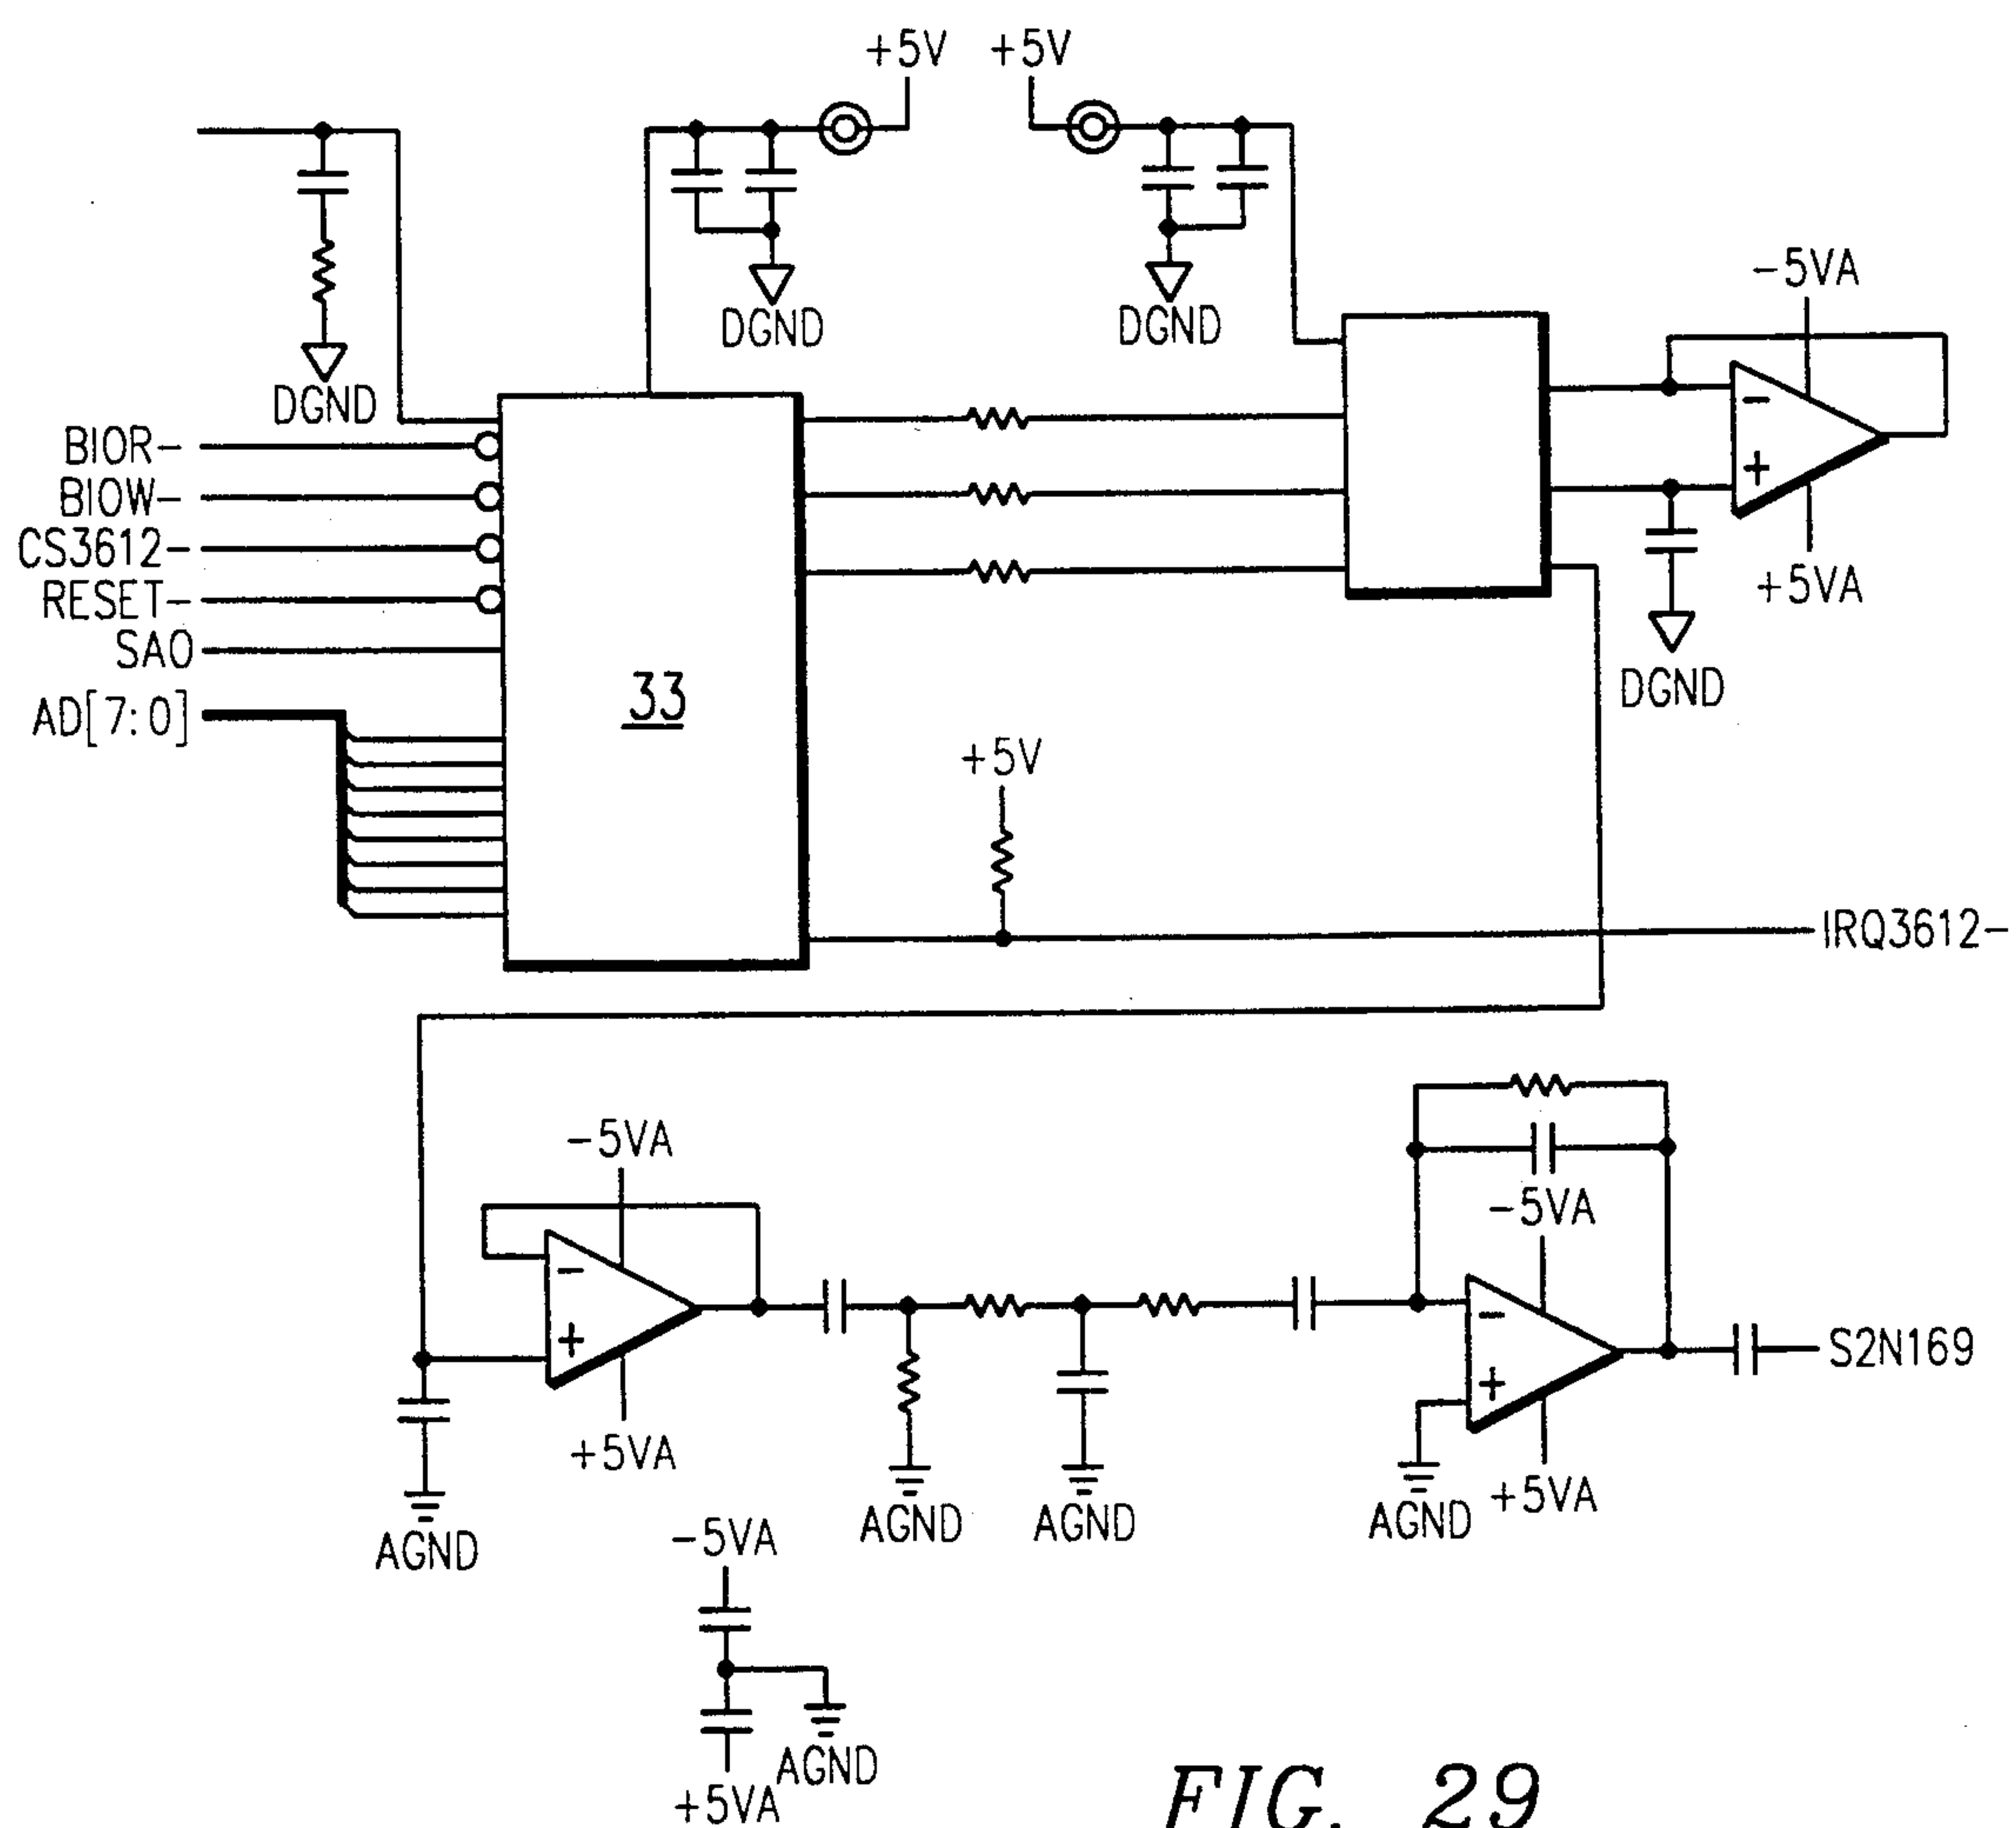 +5V +5V
DGND DGND DGND
-5VA
BIOR-
BIOW-
CS3612-
RESET-
SA0
AD[7:0]
33
+5VA
DGND
+5V
IRQ3612-
-
+
-5VA
-5VA
-
+
-
+
S2N169
+5VA
+5VA
AGND AGND AGND AGND
-5VA
AGND
+5VA
FIG. 29